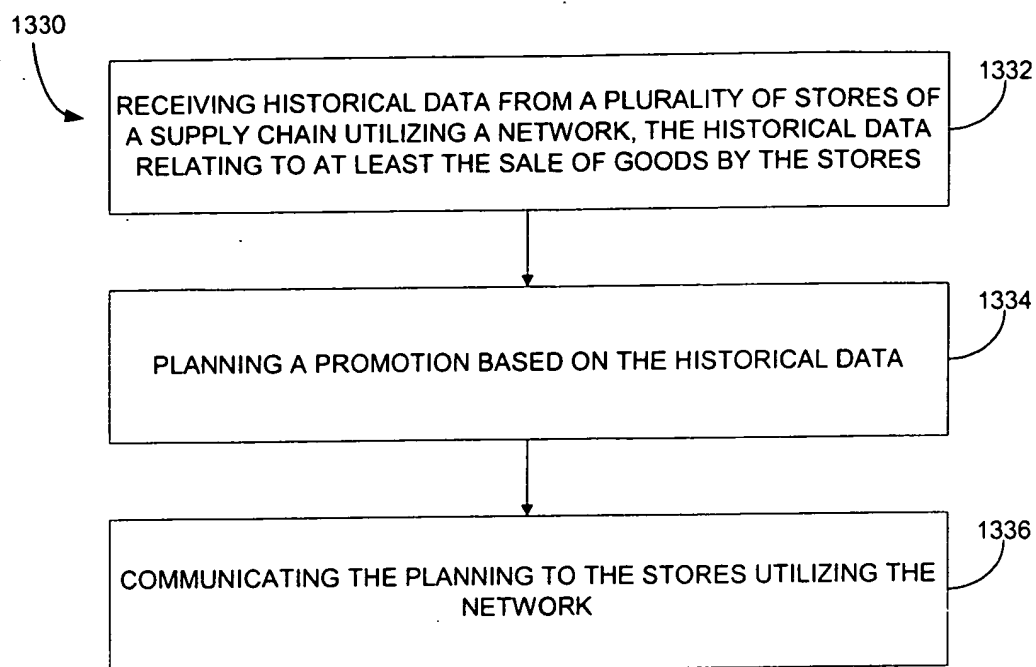 1330
1332
RECEIVING HISTORICAL DATA FROM A PLURALITY OF STORES OF
A SUPPLY CHAIN UTILIZING A NETWORK, THE HISTORICAL DATA
RELATING TO AT LEAST THE SALE OF GOODS BY THE STORES
1334
PLANNING A PROMOTION BASED ON THE HISTORICAL DATA
1336
COMMUNICATING THE PLANNING TO THE STORES UTILIZING THE
NETWORK